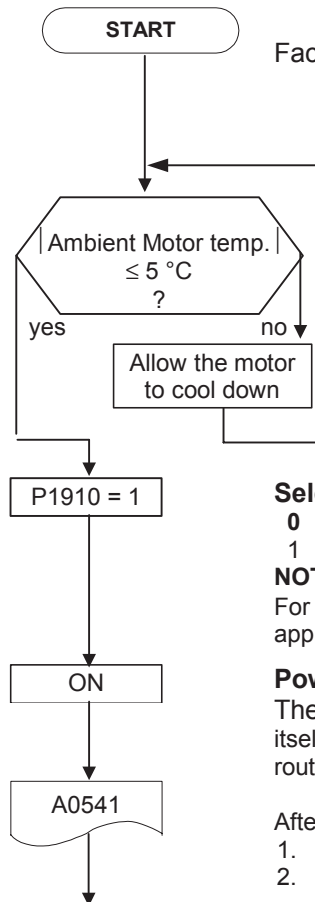 START
Fac
|Ambient Motor temp.|
≤ 5 °C
?
yes
no
Allow the motor
to cool down
P1910 = 1
Sel
0
1
NOT
For
app
ON
Pow
The
itsel
rout
A0541
Afte
1.
2.